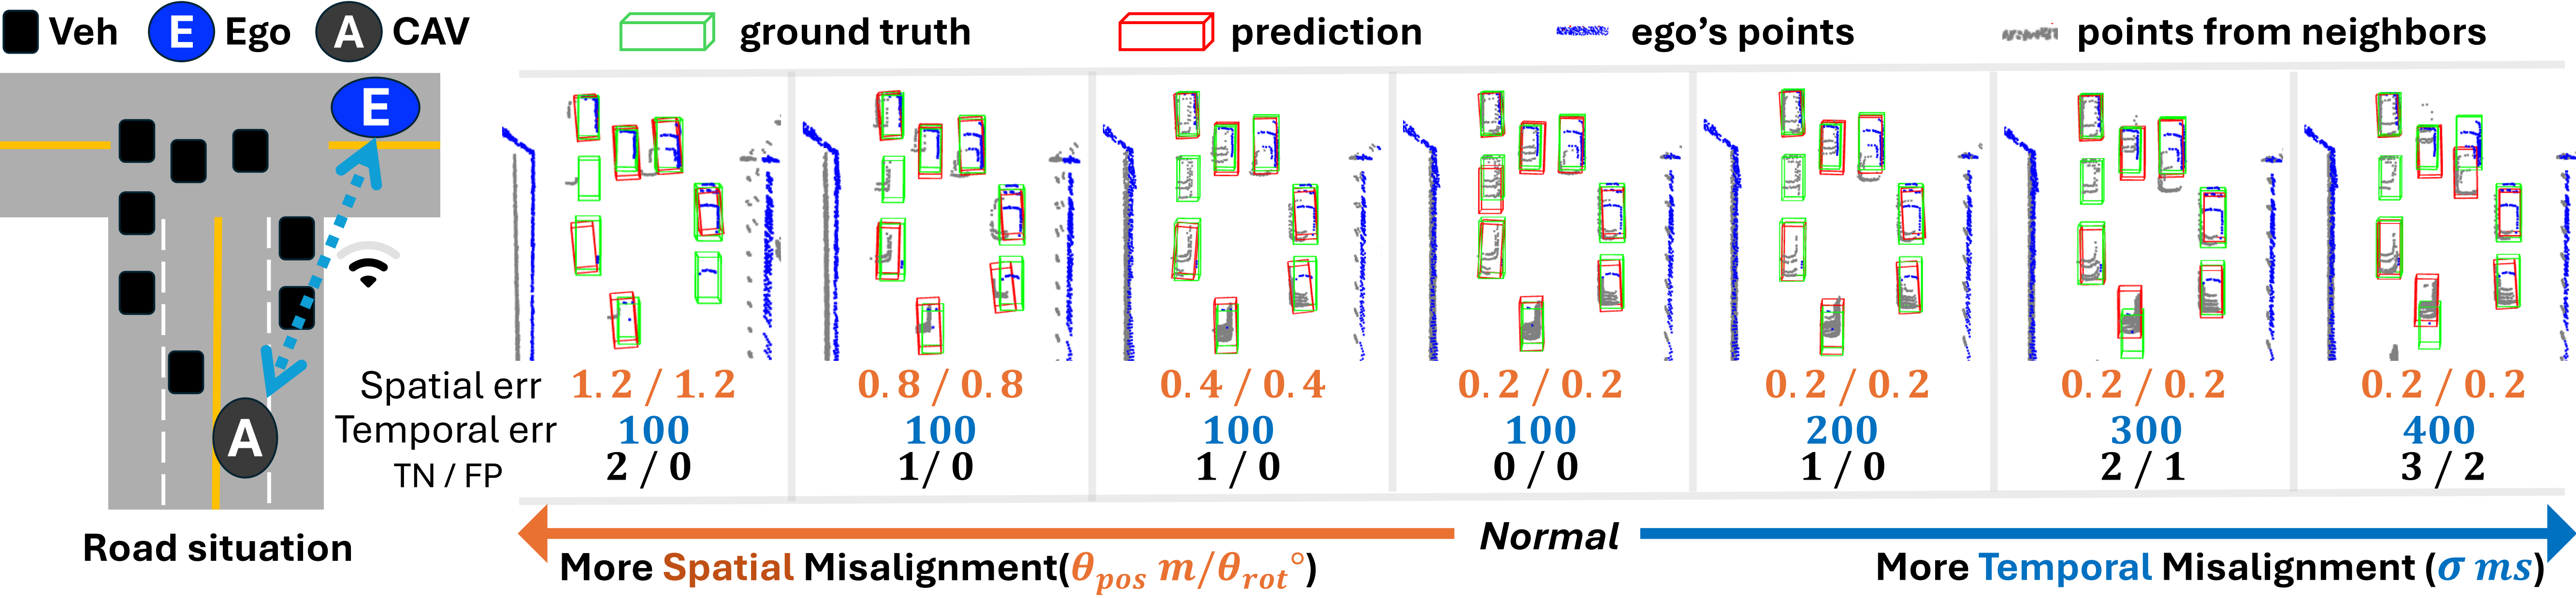 Veh E Ego A CAV ground truth prediction ego's points points from neighbors
E
A
Spatial err 1.2 / 1.2 0.8 / 0.8 0.4 / 0.4 0.2 / 0.2 0.2 / 0.2 0.2 / 0.2 0.2 / 0.2
Temporal err 100 100 100 100 200 300 400
TN / FP 2 / 0 1/ 0 1 / 0 0 / 0 1 / 0 2 / 1 3 / 2
Normal
Road situation
More Spatial Misalignment(θ_pos m/θ_rot°) More Temporal Misalignment (σ ms)